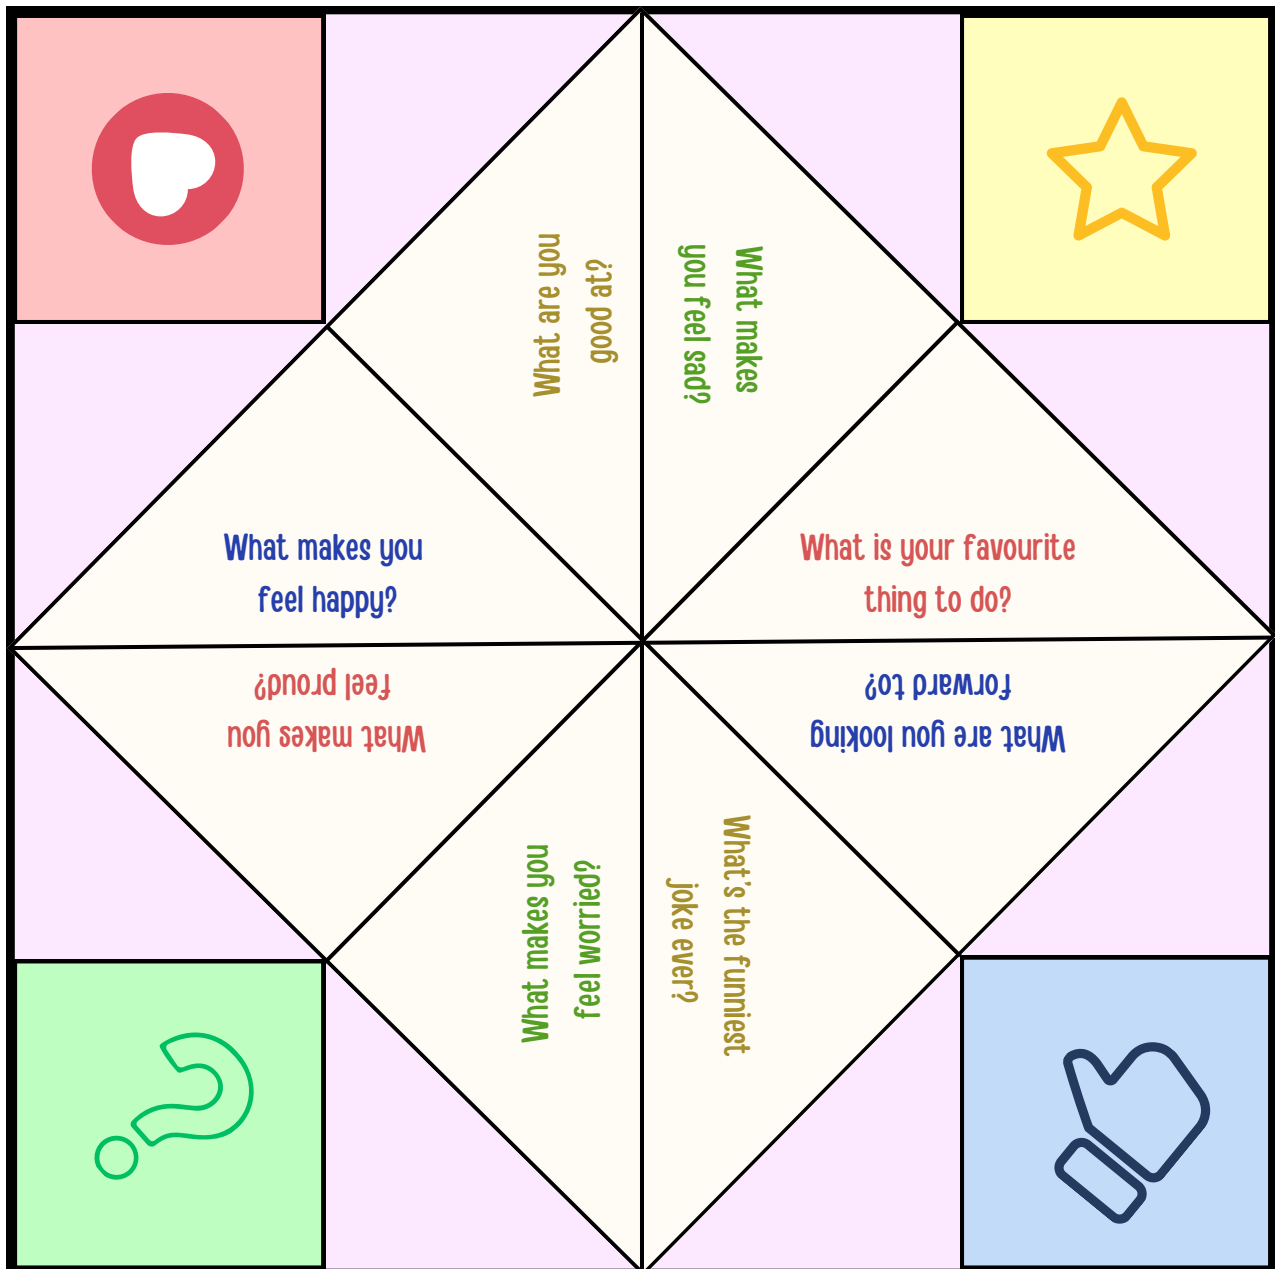 What are you
good at?
What makes
you feel sad?
What makes you
feel happy?
What is your favourite
thing to do?
What makes you
feel proud?
What are you looking
forward to?
What makes you
feel worried?
What's the funniest
joke ever?